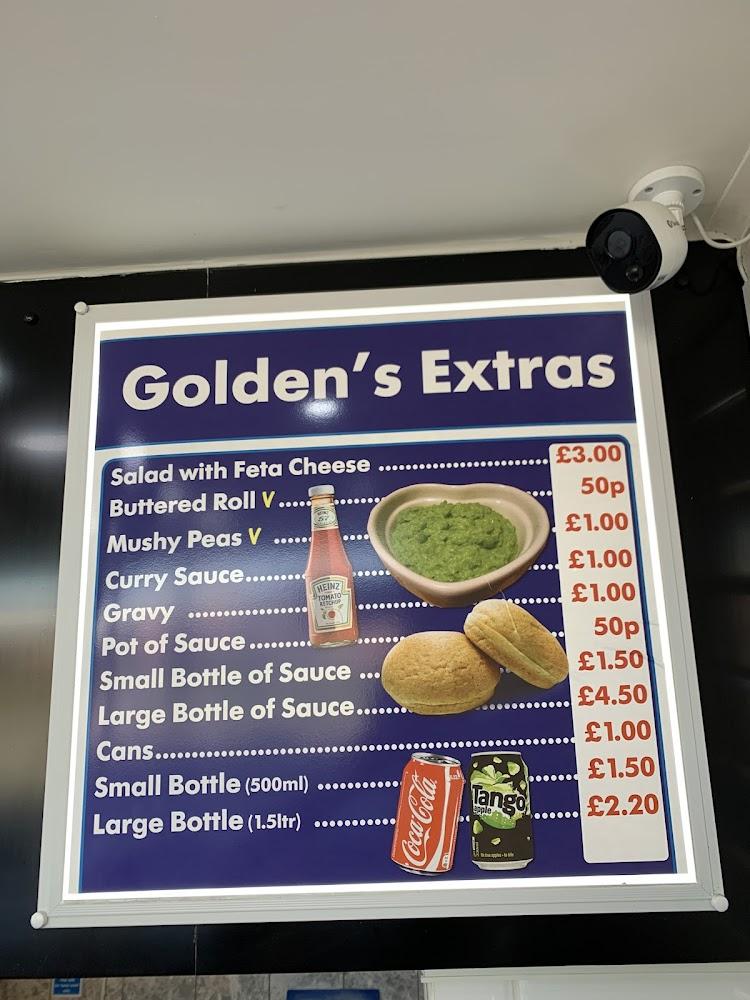 Golden's Extras
Salad with Feta Cheese ........ £3.00
Buttered Roll V ........ 50p
Mushy Peas V ........ £1.00
Curry Sauce ........ £1.00
Gravy ........ £1.00
Pot of Sauce ........ 50p
Small Bottle of Sauce ........ £1.50
Large Bottle of Sauce ........ £4.50
Cans ........ £1.00
Small Bottle (500ml) ........ £1.50
Large Bottle (1.5ltr) ........ £2.20
HEINZ
57
HEINZ
TOMATO
KETCHUP
Coca-Cola
Tango
apple